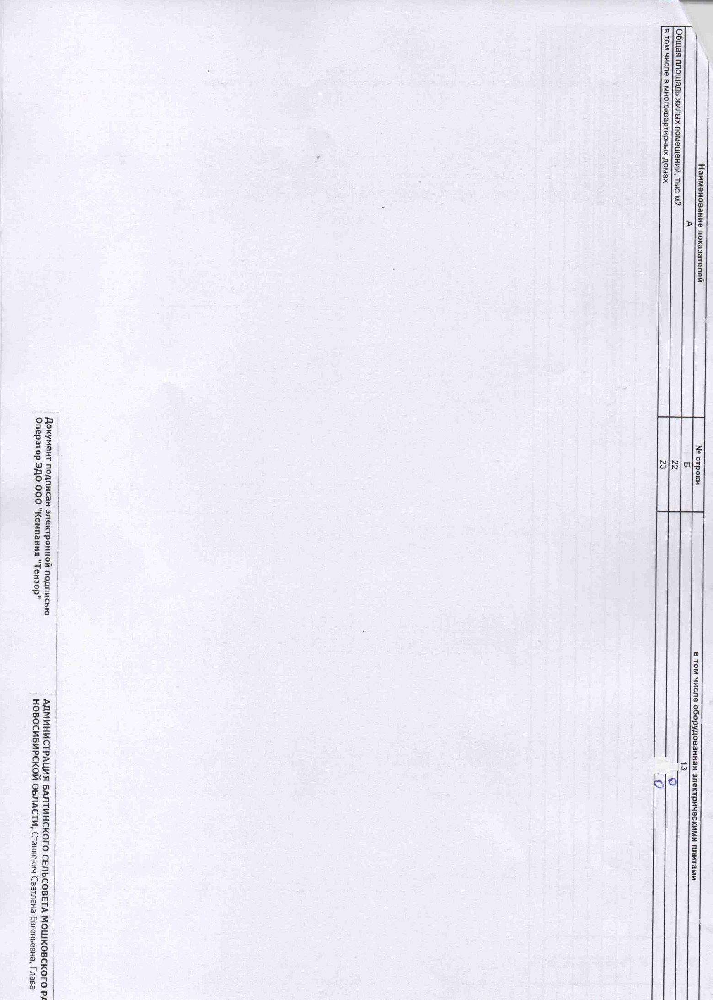 Наименование показателей № строки в том числе оборудованная электрическими плитами
А Б 13
Общая площадь жилых помещений, тыс м2 22 0
в том числе в многоквартирных домах 23 0
Документ подписан электронной подписью
Оператор ЭДО ООО "Компания "Тензор"
АДМИНИСТРАЦИЯ БАЛТИНСКОГО СЕЛЬСОВЕТА МОШКОВСКОГО РА
НОВОСИБИРСКОЙ ОБЛАСТИ, Станкевич Светлана Евгеньевна, Глава